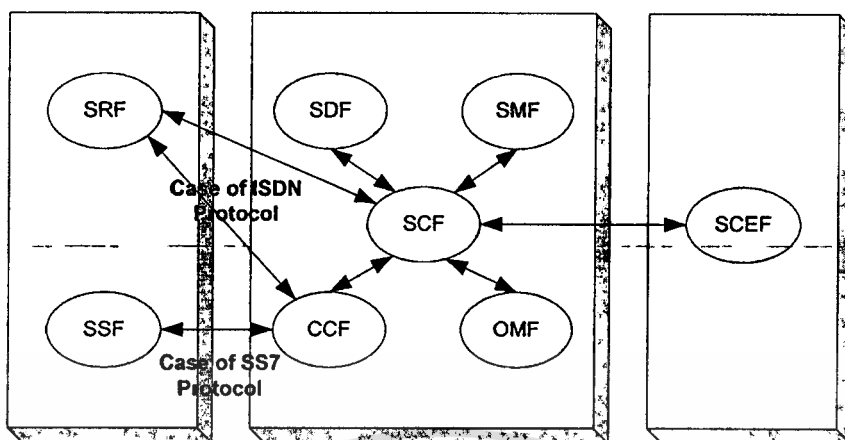 SRF
SDF
SMF
Case of ISDN
Protocol
SCF
SCEF
SSF
CCF
OMF
Case of SS7
Protocol